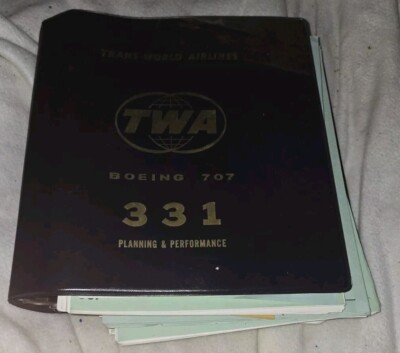 TRANS WORLD AIRLINES
TWA
BOEING 707
331
PLANNING & PERFORMANCE